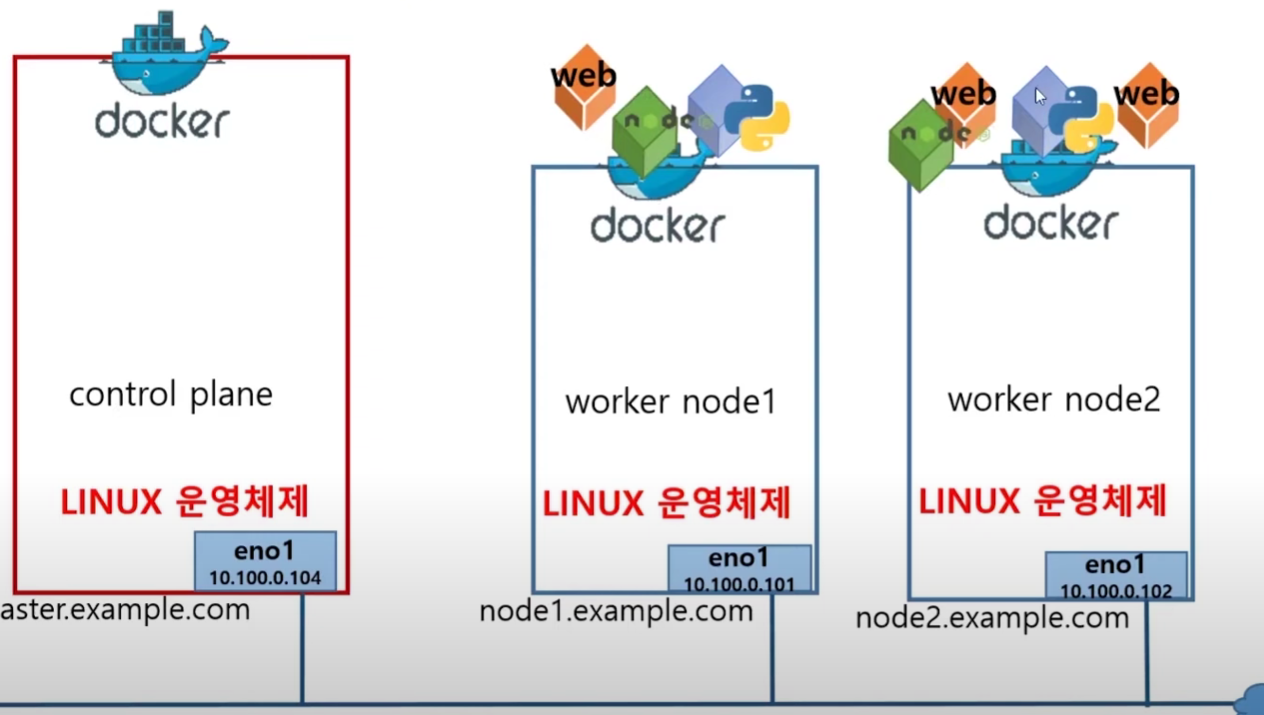 docker
control plane
LINUX 운영체제
eno1
10.100.0.104
aster.example.com
web
node
docker
worker node1
LINUX 운영체제
eno1
10.100.0.101
node1.example.com
web
web
node
docker
worker node2
LINUX 운영체제
eno1
10.100.0.102
node2.example.com